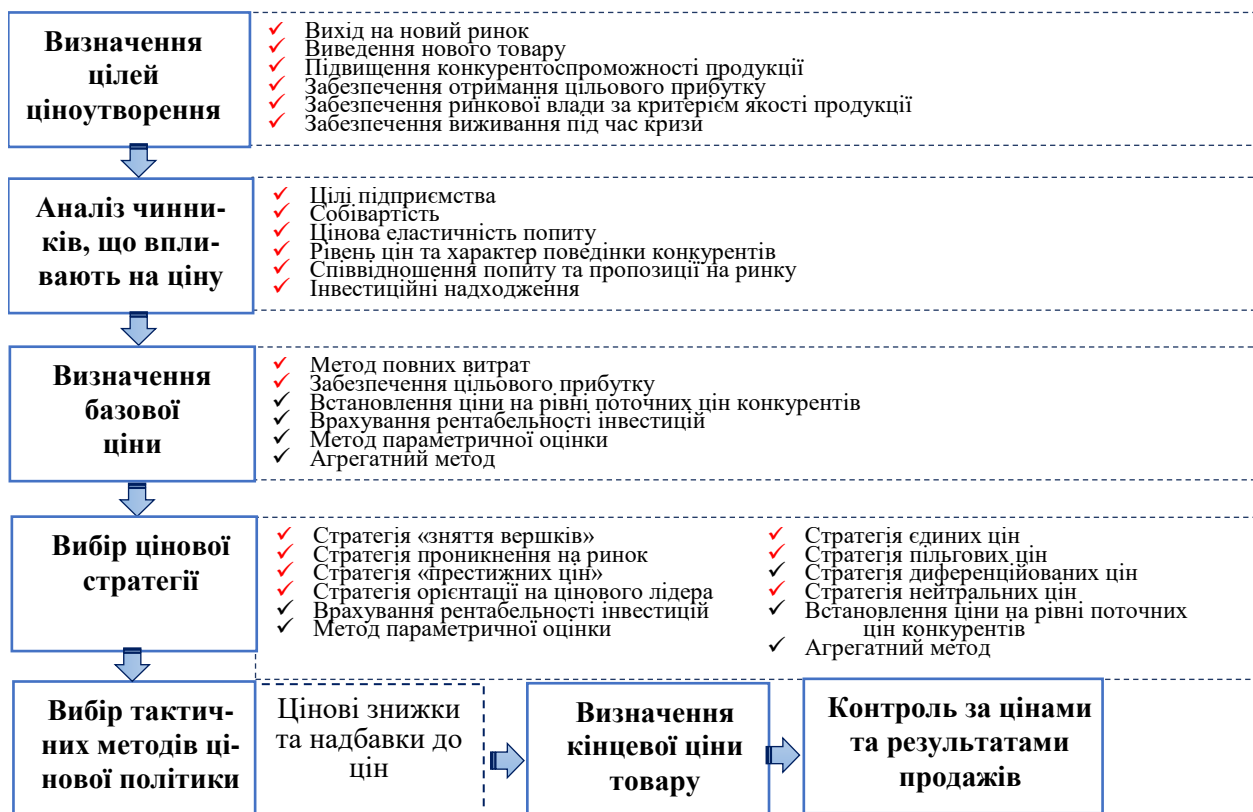 Визначення
цілей
ціноутворення
✓ Вихід на новий ринок
✓ Виведення нового товару
✓ Підвищення конкурентоспроможності продукції
✓ Забезпечення отримання цільового прибутку
✓ Забезпечення ринкової влади за критерієм якості продукції
✓ Забезпечення виживання під час кризи
Аналіз чинни-
ків, що впли-
вають на ціну
✓ Цілі підприємства
✓ Собівартість
✓ Цінова еластичність попиту
✓ Рівень цін та характер поведінки конкурентів
✓ Співвідношення попиту та пропозиції на ринку
✓ Інвестиційні надходження
Визначення
базової
ціни
✓ Метод повних витрат
✓ Забезпечення цільового прибутку
✓ Встановлення ціни на рівні поточних цін конкурентів
✓ Врахування рентабельності інвестицій
✓ Метод параметричної оцінки
✓ Агрегатний метод
Вибір цінової
стратегії
✓ Стратегія «зняття вершків»
✓ Стратегія проникнення на ринок
✓ Стратегія «престижних цін»
✓ Стратегія орієнтації на цінового лідера
✓ Врахування рентабельності інвестицій
✓ Метод параметричної оцінки
✓ Стратегія єдиних цін
✓ Стратегія пільгових цін
✓ Стратегія диференційованих цін
✓ Стратегія нейтральних цін
✓ Встановлення ціни на рівні поточних
цін конкурентів
✓ Агрегатний метод
Вибір тактич-
них методів ці-
нової політики
Цінові знижки
та надбавки до
цін
Визначення
кінцевої ціни
товару
Контроль за цінами
та результатами
продажів